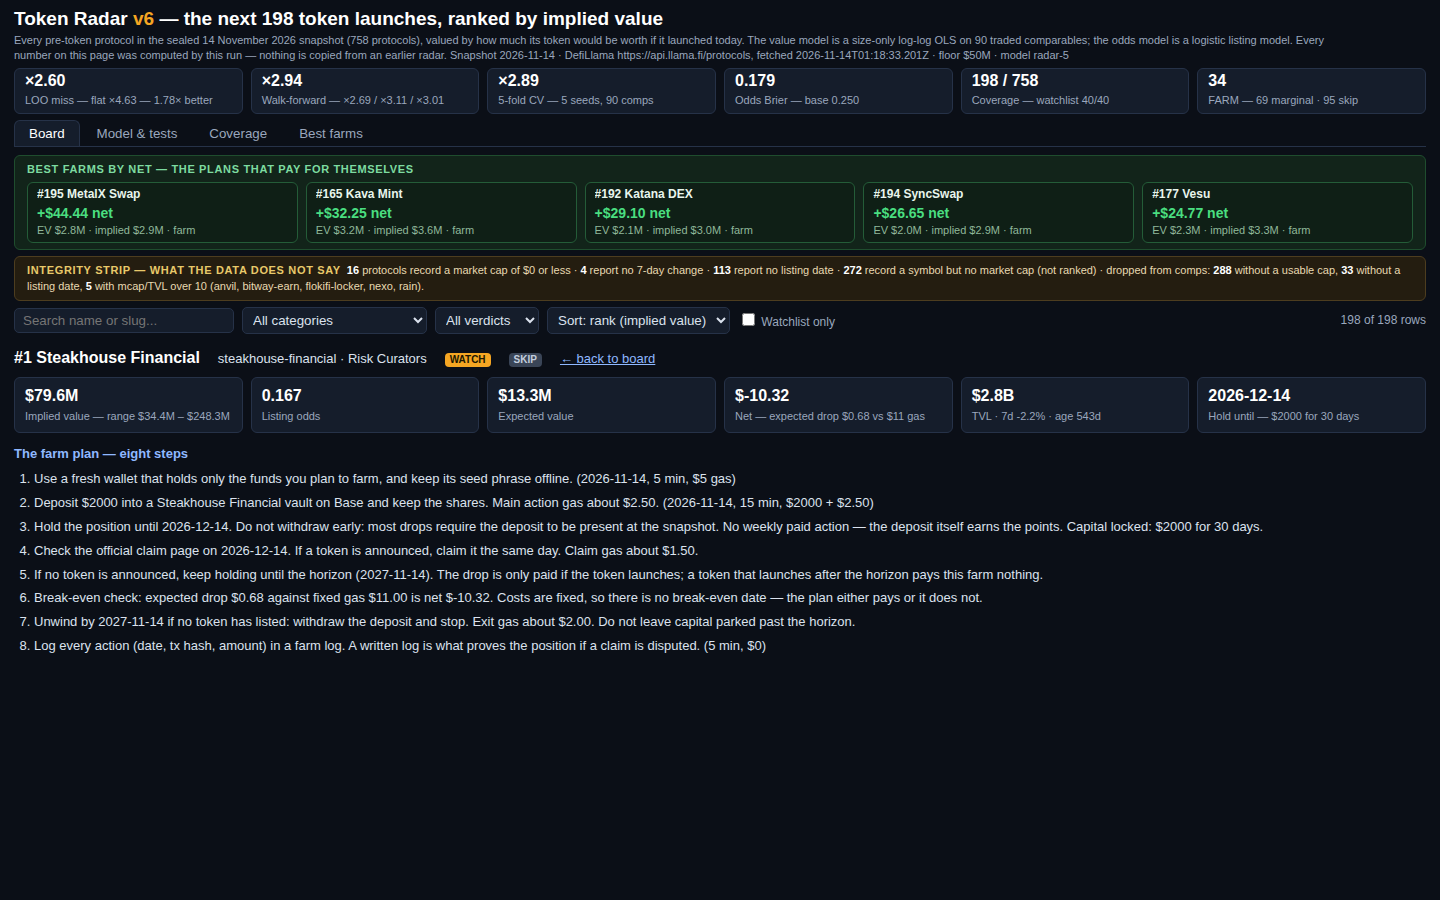 Token Radar v6 — the next 198 token launches, ranked by implied value
Every pre-token protocol in the sealed 14 November 2026 snapshot (758 protocols), valued by how much its token would be worth if it launched today. The value model is a size-only log-log OLS on 90 traded comparables; the odds model is a logistic listing model. Every
number on this page was computed by this run — nothing is copied from an earlier radar. Snapshot 2026-11-14 · DefiLlama https://api.llama.fi/protocols, fetched 2026-11-14T01:18:33.201Z · floor $50M · model radar-5
×2.60
LOO miss — flat ×4.63 — 1.78× better
×2.94
Walk-forward — ×2.69 / ×3.11 / ×3.01
×2.89
5-fold CV — 5 seeds, 90 comps
0.179
Odds Brier — base 0.250
198 / 758
Coverage — watchlist 40/40
34
FARM — 69 marginal · 95 skip
Board
Model & tests
Coverage
Best farms
BEST FARMS BY NET — THE PLANS THAT PAY FOR THEMSELVES
#195 MetalX Swap
+$44.44 net
EV $2.8M · implied $2.9M · farm
#165 Kava Mint
+$32.25 net
EV $3.2M · implied $3.6M · farm
#192 Katana DEX
+$29.10 net
EV $2.1M · implied $3.0M · farm
#194 SyncSwap
+$26.65 net
EV $2.0M · implied $2.9M · farm
#177 Vesu
+$24.77 net
EV $2.3M · implied $3.3M · farm
INTEGRITY STRIP — WHAT THE DATA DOES NOT SAY 16 protocols record a market cap of $0 or less · 4 report no 7-day change · 113 report no listing date · 272 record a symbol but no market cap (not ranked) · dropped from comps: 288 without a usable cap, 33 without a
listing date, 5 with mcap/TVL over 10 (anvil, bitway-earn, flokifi-locker, nexo, rain).
Search name or slug...
All categories
All verdicts
Sort: rank (implied value)
Watchlist only
198 of 198 rows
#1 Steakhouse Financial
steakhouse-financial · Risk Curators
WATCH
SKIP
← back to board
$79.6M
Implied value — range $34.4M – $248.3M
0.167
Listing odds
$13.3M
Expected value
$-10.32
Net — expected drop $0.68 vs $11 gas
$2.8B
TVL · 7d -2.2% · age 543d
2026-12-14
Hold until — $2000 for 30 days
The farm plan — eight steps
1. Use a fresh wallet that holds only the funds you plan to farm, and keep its seed phrase offline. (2026-11-14, 5 min, $5 gas)
2. Deposit $2000 into a Steakhouse Financial vault on Base and keep the shares. Main action gas about $2.50. (2026-11-14, 15 min, $2000 + $2.50)
3. Hold the position until 2026-12-14. Do not withdraw early: most drops require the deposit to be present at the snapshot. No weekly paid action — the deposit itself earns the points. Capital locked: $2000 for 30 days.
4. Check the official claim page on 2026-12-14. If a token is announced, claim it the same day. Claim gas about $1.50.
5. If no token is announced, keep holding until the horizon (2027-11-14). The drop is only paid if the token launches; a token that launches after the horizon pays this farm nothing.
6. Break-even check: expected drop $0.68 against fixed gas $11.00 is net $-10.32. Costs are fixed, so there is no break-even date — the plan either pays or it does not.
7. Unwind by 2027-11-14 if no token has listed: withdraw the deposit and stop. Exit gas about $2.00. Do not leave capital parked past the horizon.
8. Log every action (date, tx hash, amount) in a farm log. A written log is what proves the position if a claim is disputed. (5 min, $0)